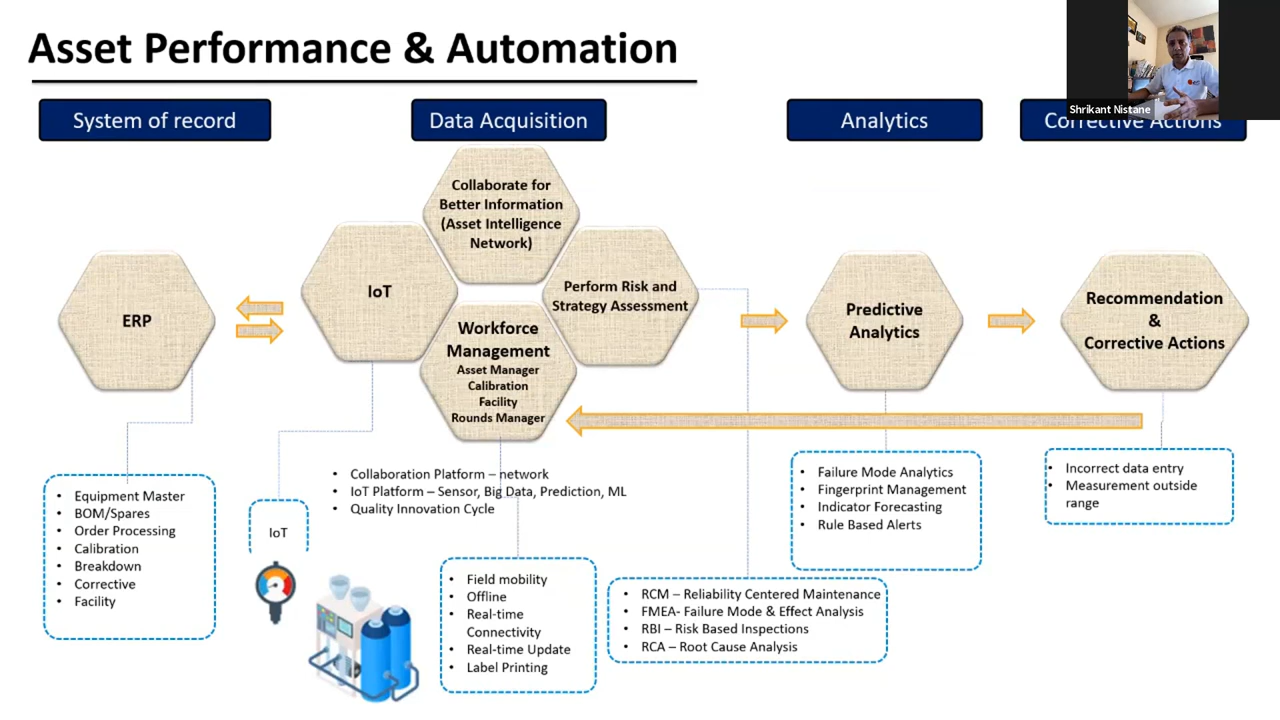 Asset Performance & Automation
Shrikant Nistane
System of record
Data Acquisition
Analytics
Corrective Actions
Collaborate for
Better Information
(Asset Intelligence
Network)
IoT
Perform Risk and
Strategy Assessment
ERP
Workforce
Management
Asset Manager
Calibration
Facility
Rounds Manager
Predictive
Analytics
Recommendation
&
Corrective Actions
• Equipment Master
• BOM/Spares
• Order Processing
• Calibration
• Breakdown
• Corrective
• Facility
IoT
• Collaboration Platform – network
• IoT Platform – Sensor, Big Data, Prediction, ML
• Quality Innovation Cycle
• Field mobility
• Offline
• Real-time
Connectivity
• Real-time Update
• Label Printing
• RCM – Reliability Centered Maintenance
• FMEA- Failure Mode & Effect Analysis
• RBI – Risk Based Inspections
• RCA – Root Cause Analysis
• Failure Mode Analytics
• Fingerprint Management
• Indicator Forecasting
• Rule Based Alerts
• Incorrect data entry
• Measurement outside
range